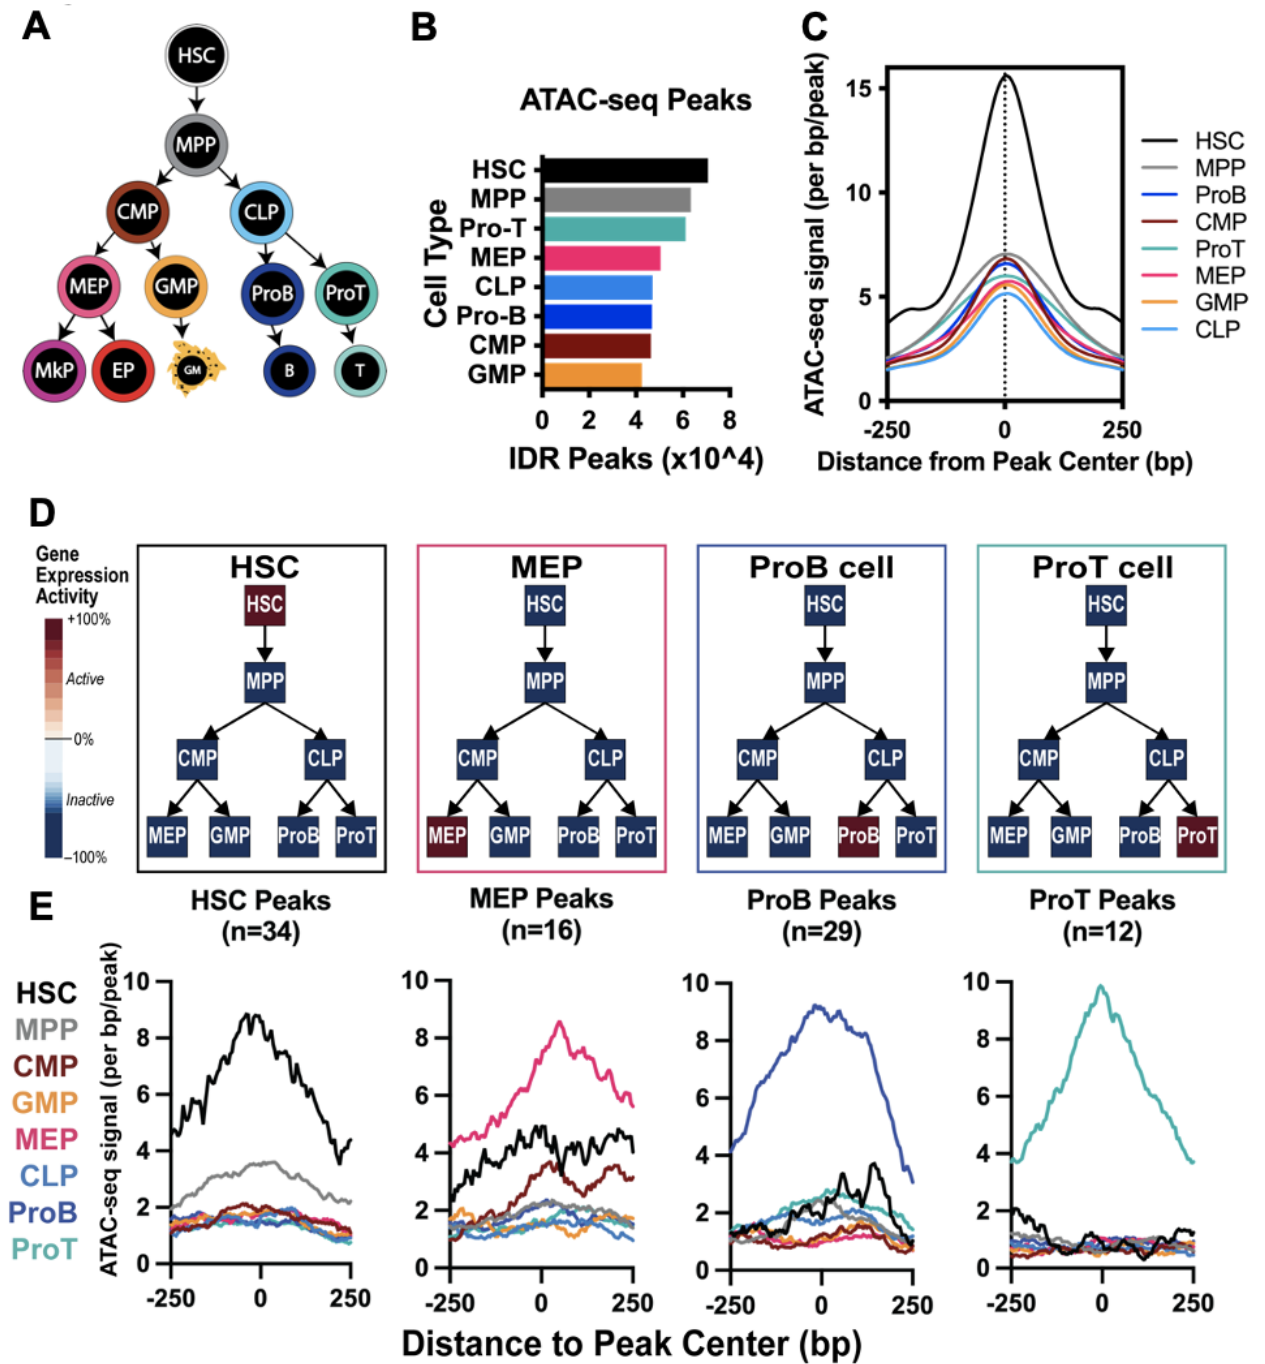 A
HSC
MPP
CMP
CLP
MEP
GMP
ProB
ProT
MkP
EP
GM
B
T
B
ATAC-seq Peaks
Cell Type
HSC
MPP
Pro-T
MEP
CLP
Pro-B
CMP
GMP
0 2 4 6 8
IDR Peaks (x10^4)
C
ATAC-seq signal (per bp/peak)
15
10
5
0
-250 0 250
Distance from Peak Center (bp)
HSC
MPP
ProB
CMP
ProT
MEP
GMP
CLP
D
Gene
Expression
Activity
+100%
Active
0%
Inactive
-100%
HSC
HSC
MPP
CMP CLP
MEP GMP ProB ProT
MEP
HSC
MPP
CMP CLP
MEP GMP ProB ProT
ProB cell
HSC
MPP
CMP CLP
MEP GMP ProB ProT
ProT cell
HSC
MPP
CMP CLP
MEP GMP ProB ProT
E
HSC
MPP
CMP
GMP
MEP
CLP
ProB
ProT
ATAC-seq signal (per bp/peak)
HSC Peaks
(n=34)
10
8
6
4
2
0
-250 0 250
MEP Peaks
(n=16)
10
8
6
4
2
0
-250 0 250
ProB Peaks
(n=29)
10
8
6
4
2
0
-250 0 250
ProT Peaks
(n=12)
10
8
6
4
2
0
-250 0 250
Distance to Peak Center (bp)